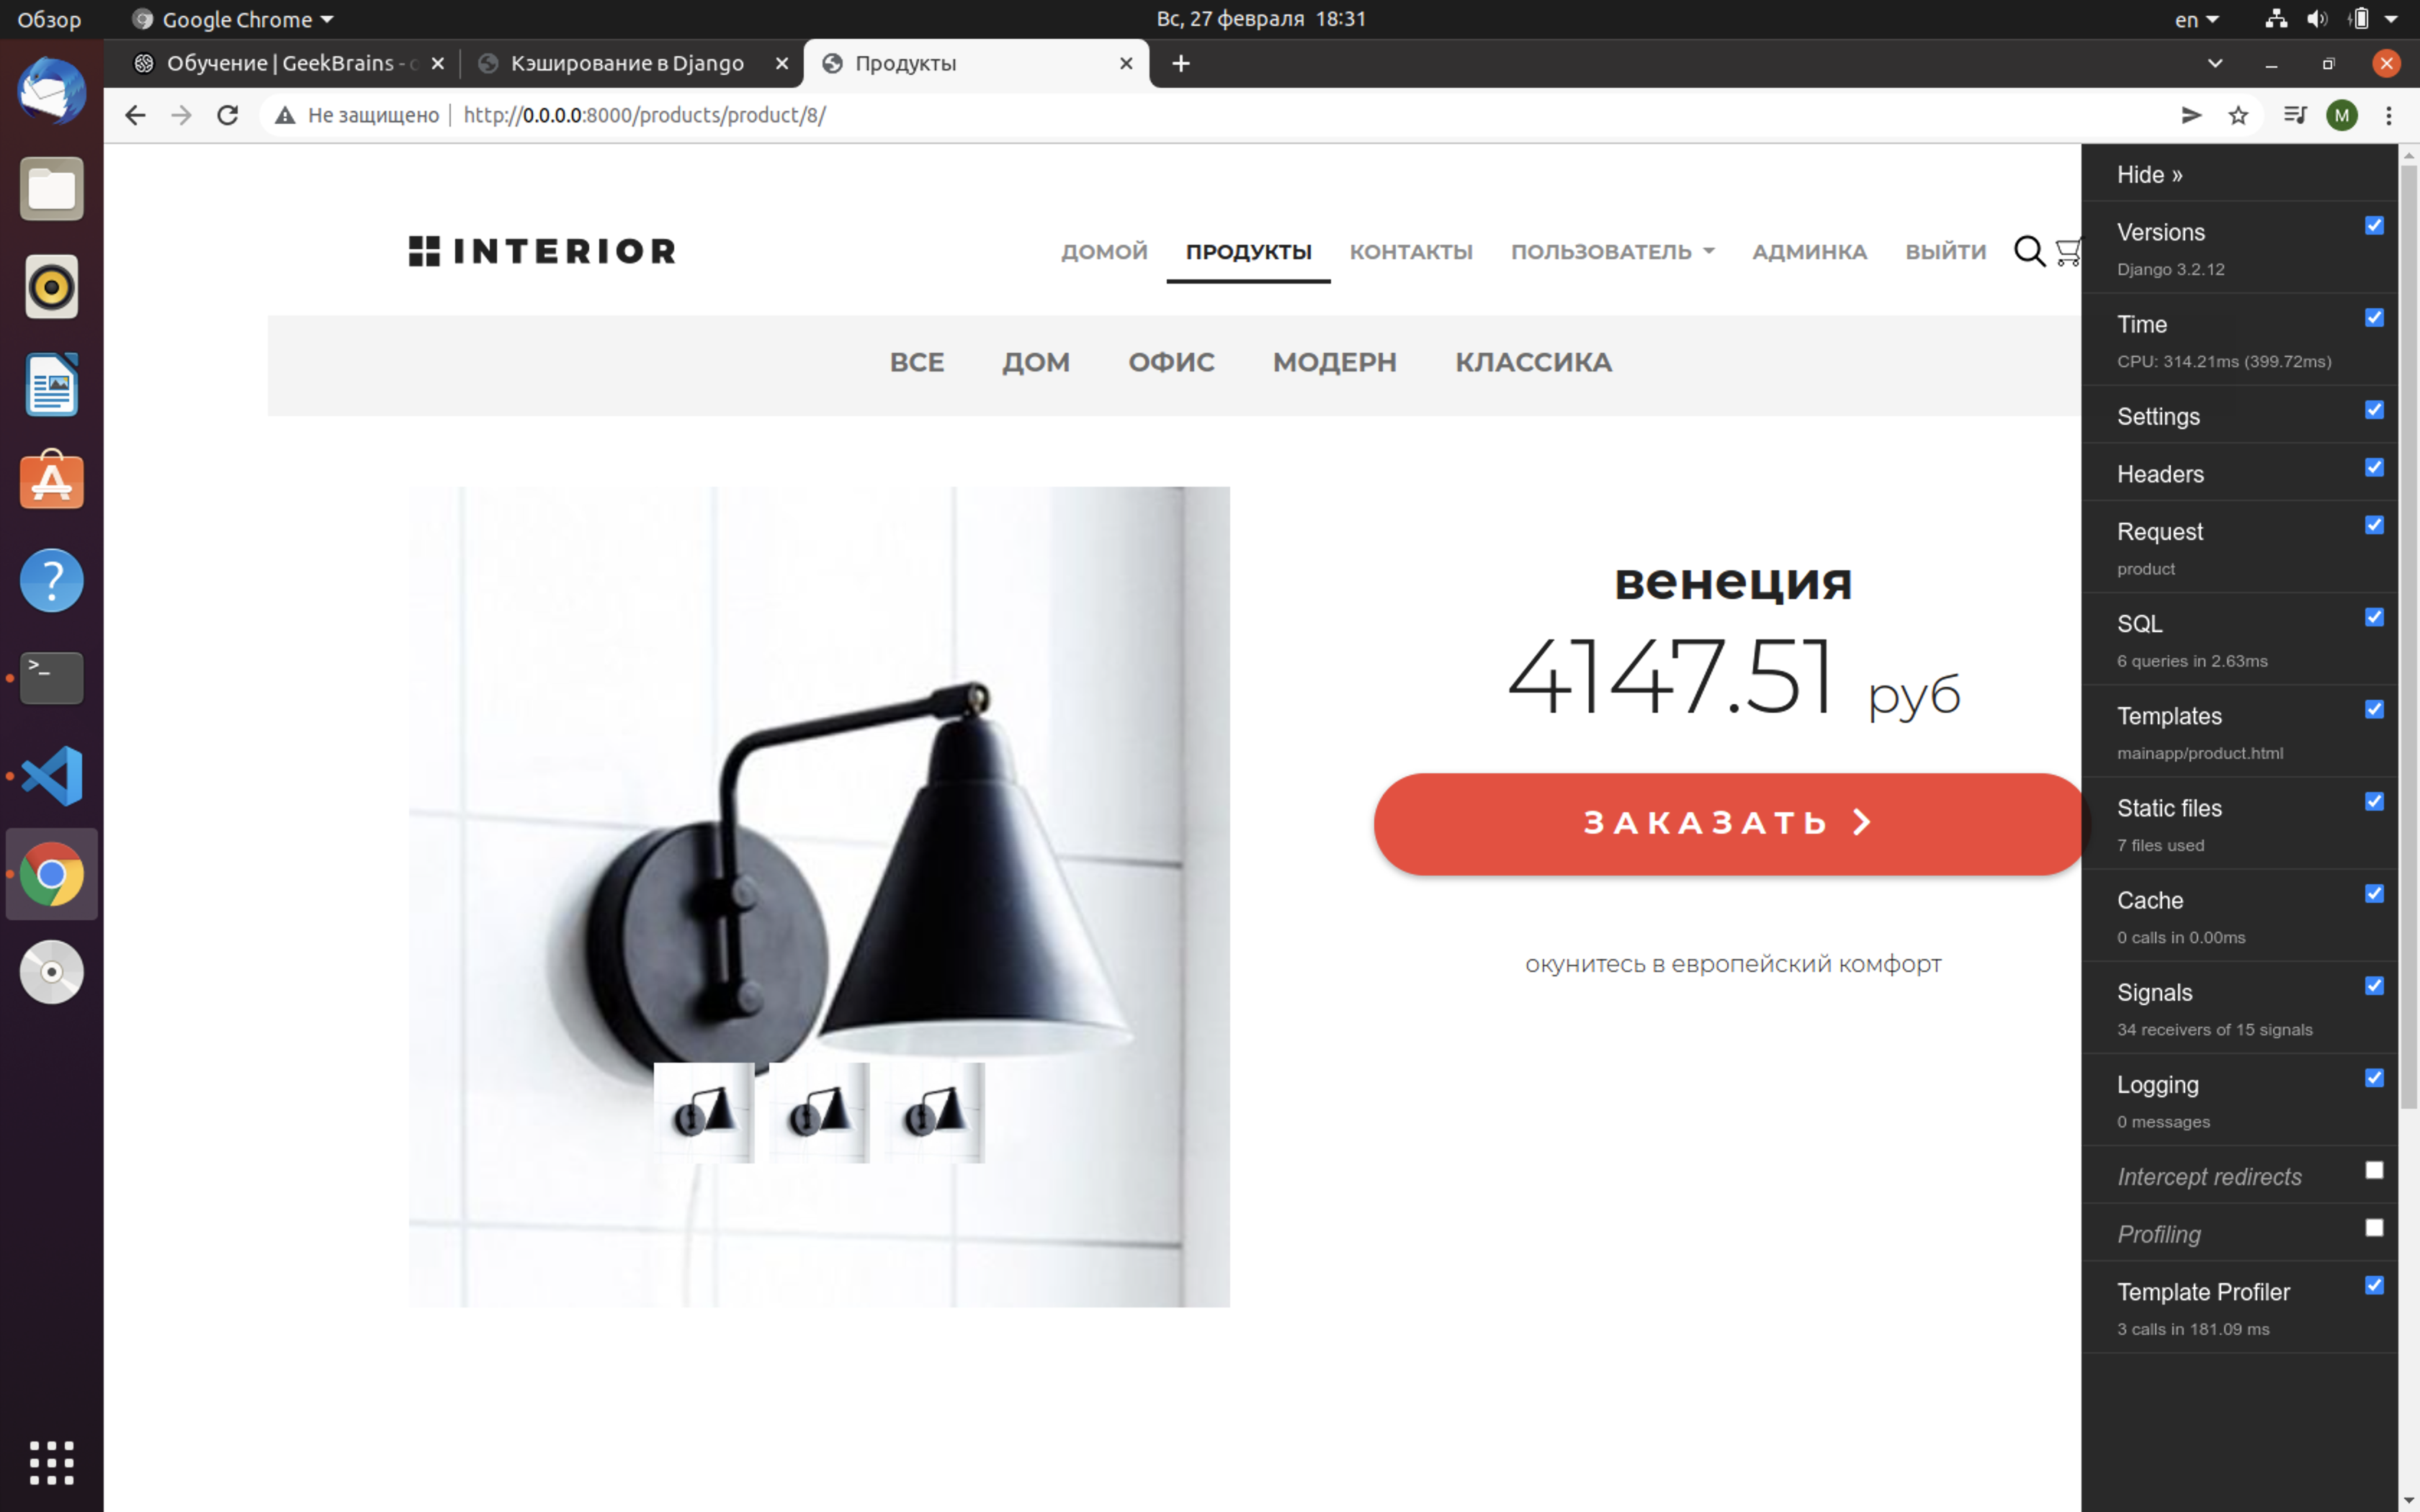 Обзор
Google Chrome
Вс, 27 февраля 18:31
en
Обучение | GeekBrains -
Кэширование в Django
Продукты
Не защищено
http://0.0.0.0:8000/products/product/8/
M
INTERIOR
ДОМОЙ
ПРОДУКТЫ
КОНТАКТЫ
ПОЛЬЗОВАТЕЛЬ
АДМИНКА
ВЫЙТИ
ВСЕ
ДОМ
ОФИС
МОДЕРН
КЛАССИКА
венеция
4147.51 руб
ЗАКАЗАТЬ
окунитесь в европейский комфорт
Hide »
Versions
Django 3.2.12
Time
CPU: 314.21ms (399.72ms)
Settings
Headers
Request
product
SQL
6 queries in 2.63ms
Templates
mainapp/product.html
Static files
7 files used
Cache
0 calls in 0.00ms
Signals
34 receivers of 15 signals
Logging
0 messages
Intercept redirects
Profiling
Template Profiler
3 calls in 181.09 ms